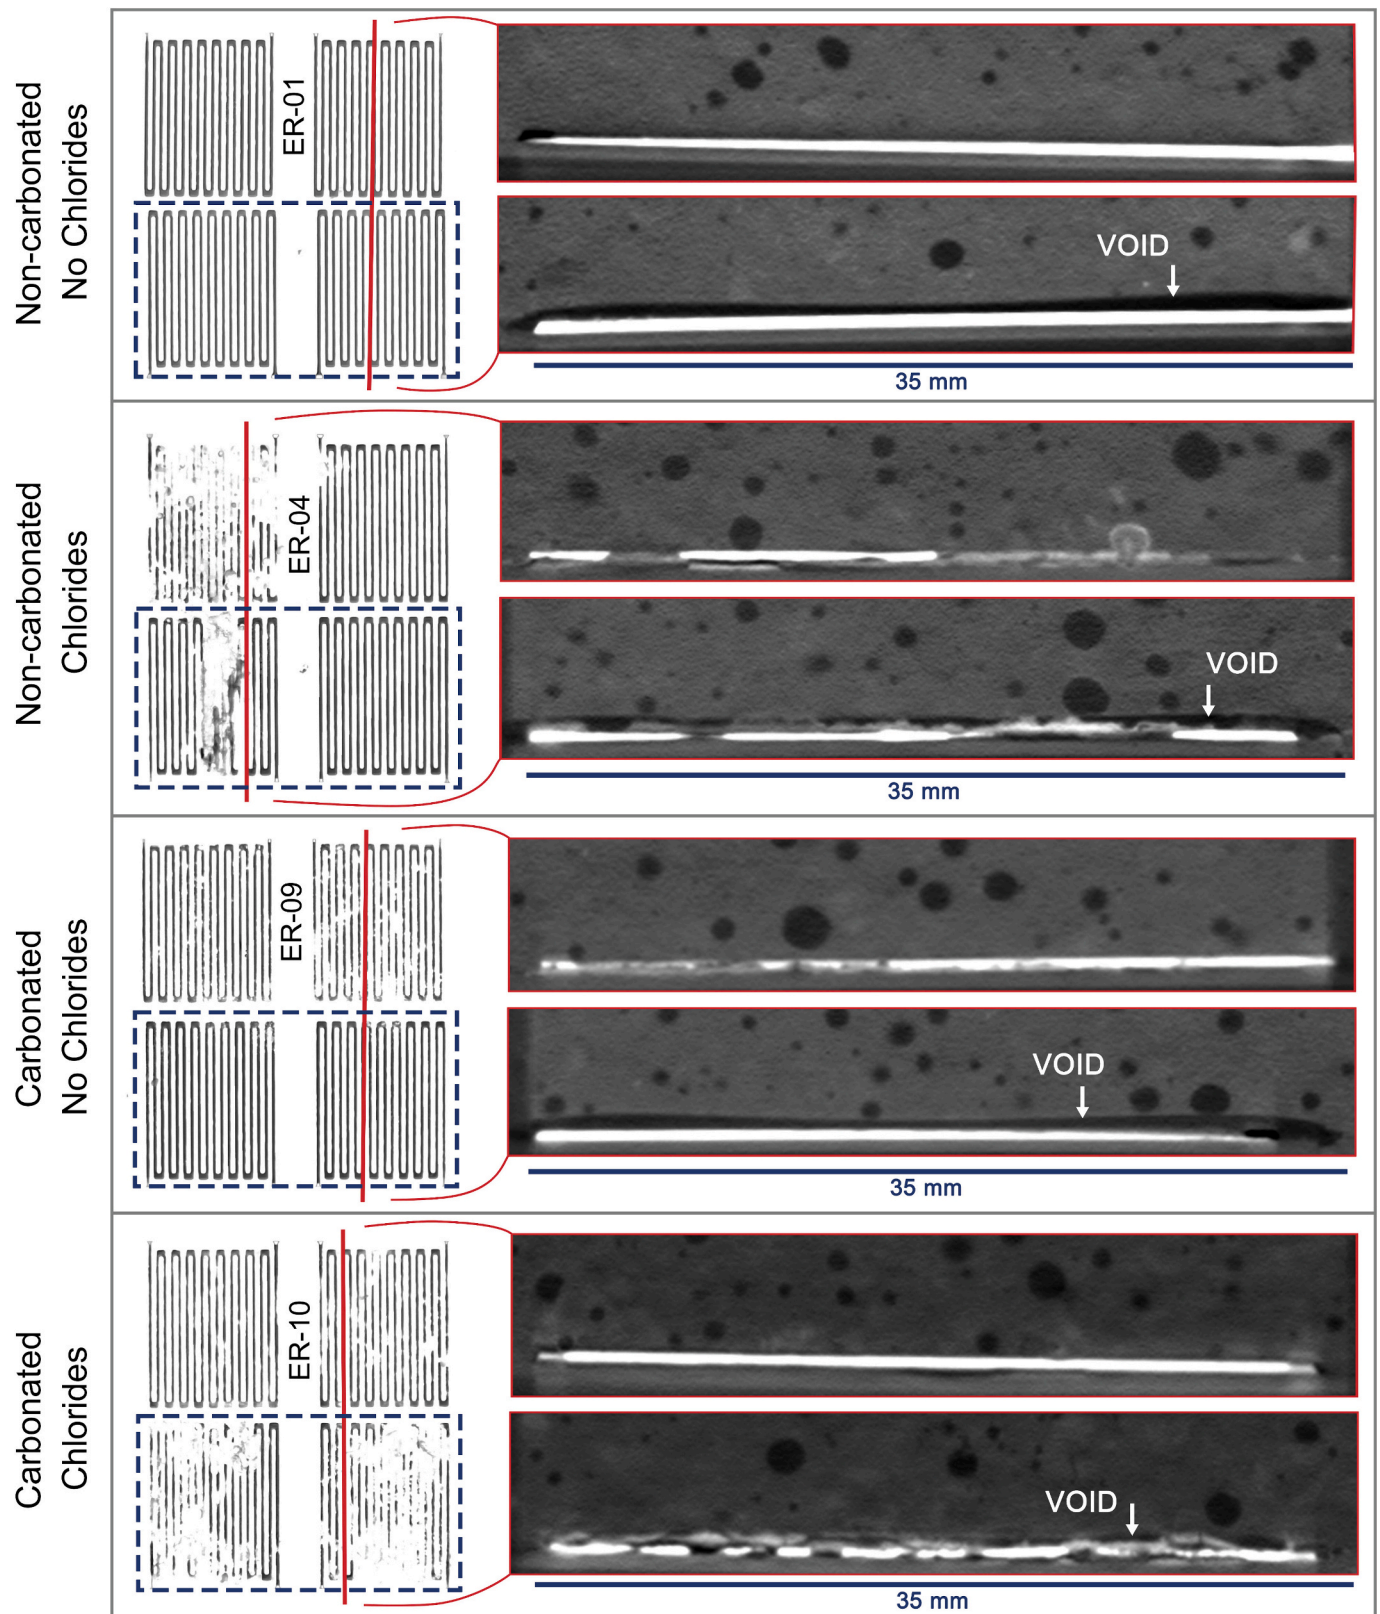 Non-carbonated
No Chlorides
ER-01
VOID
35 mm
Non-carbonated
Chlorides
ER-04
VOID
35 mm
Carbonated
No Chlorides
ER-09
VOID
35 mm
Carbonated
Chlorides
ER-10
VOID
35 mm